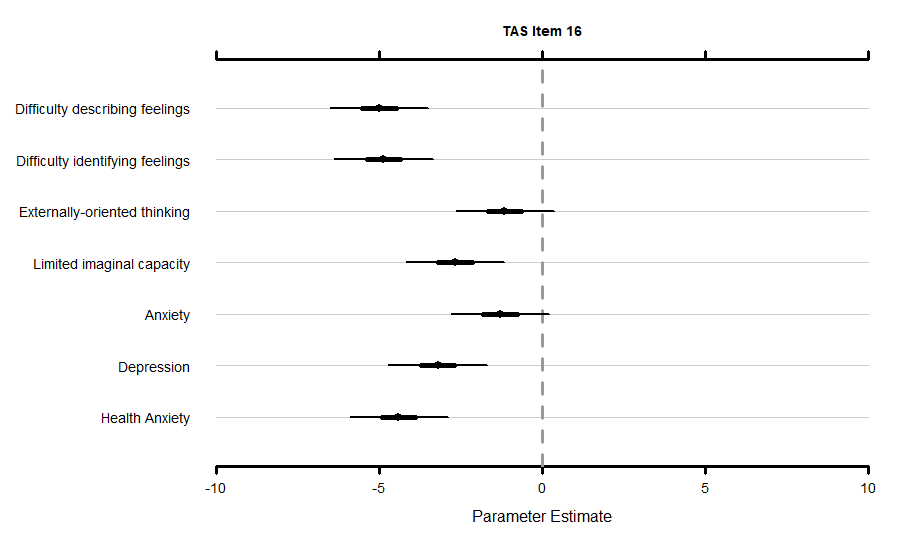 TAS Item 16
Difficulty describing feelings
Difficulty identifying feelings
Externally-oriented thinking
Limited imaginal capacity
Anxiety
Depression
Health Anxiety
-10 -5 0 5 10
Parameter Estimate